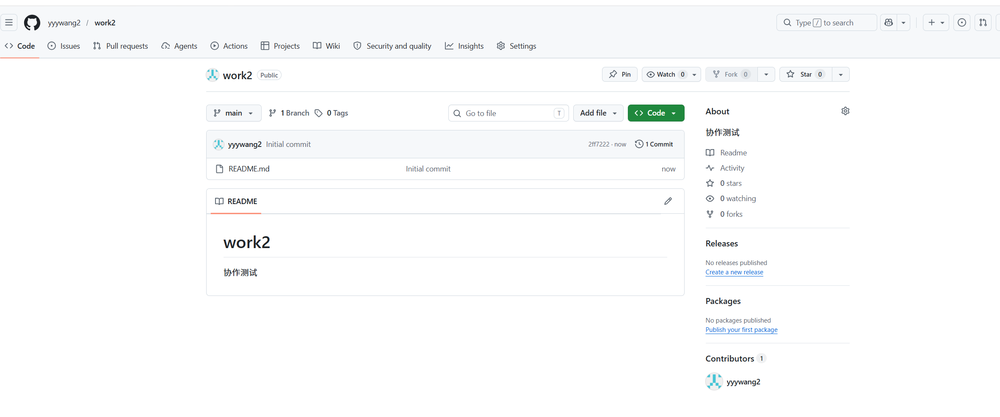 yyywang2 / work2
Type / to search
Code Issues Pull requests Agents Actions Projects Wiki Security and quality Insights Settings
work2 Public
Pin Watch 0 Fork 0 Star 0
main 1 Branch 0 Tags Go to file T Add file Code
yyywang2 Initial commit 2ff7222 · now 1 Commit
README.md Initial commit now
README
work2
协作测试
About
协作测试
Readme
Activity
0 stars
0 watching
0 forks
Releases
No releases published
Create a new release
Packages
No packages published
Publish your first package
Contributors 1
yyywang2